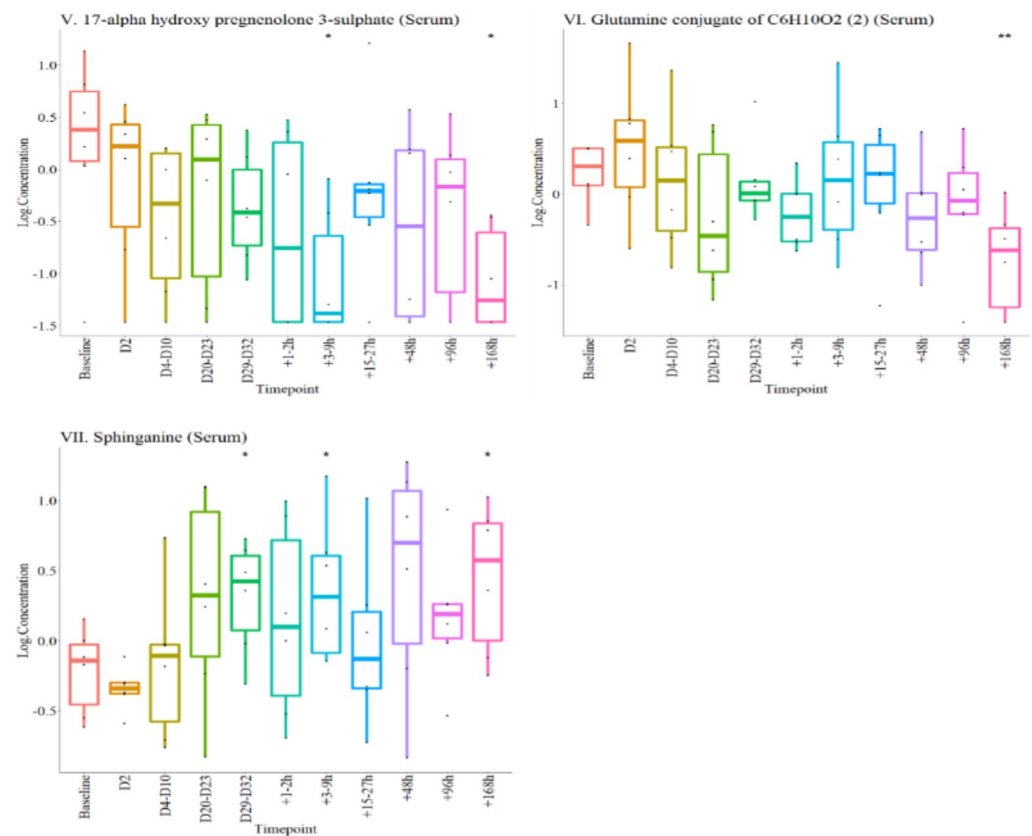 V. 17-alpha hydroxy pregnenolone 3-sulphate (Serum)
* *
1.0
0.5
0.0
-0.5
-1.0
-1.5
Log.Concentration
Baseline
D2
D4-D10
D20-D23
D29-D32
+1-2h
+3-9h
+15-27h
+48h
+96h
+168h
Timepoint
VI. Glutamine conjugate of C6H10O2 (2) (Serum)
**
1
0
-1
Log.Concentration
Baseline
D2
D4-D10
D20-D23
D29-D32
+1-2h
+3-9h
+15-27h
+48h
+96h
+168h
Timepoint
VII. Sphinganine (Serum)
* * *
1.0
0.5
0.0
-0.5
Log.Concentration
Baseline
D2
D4-D10
D20-D23
D29-D32
+1-2h
+3-9h
+15-27h
+48h
+96h
+168h
Timepoint